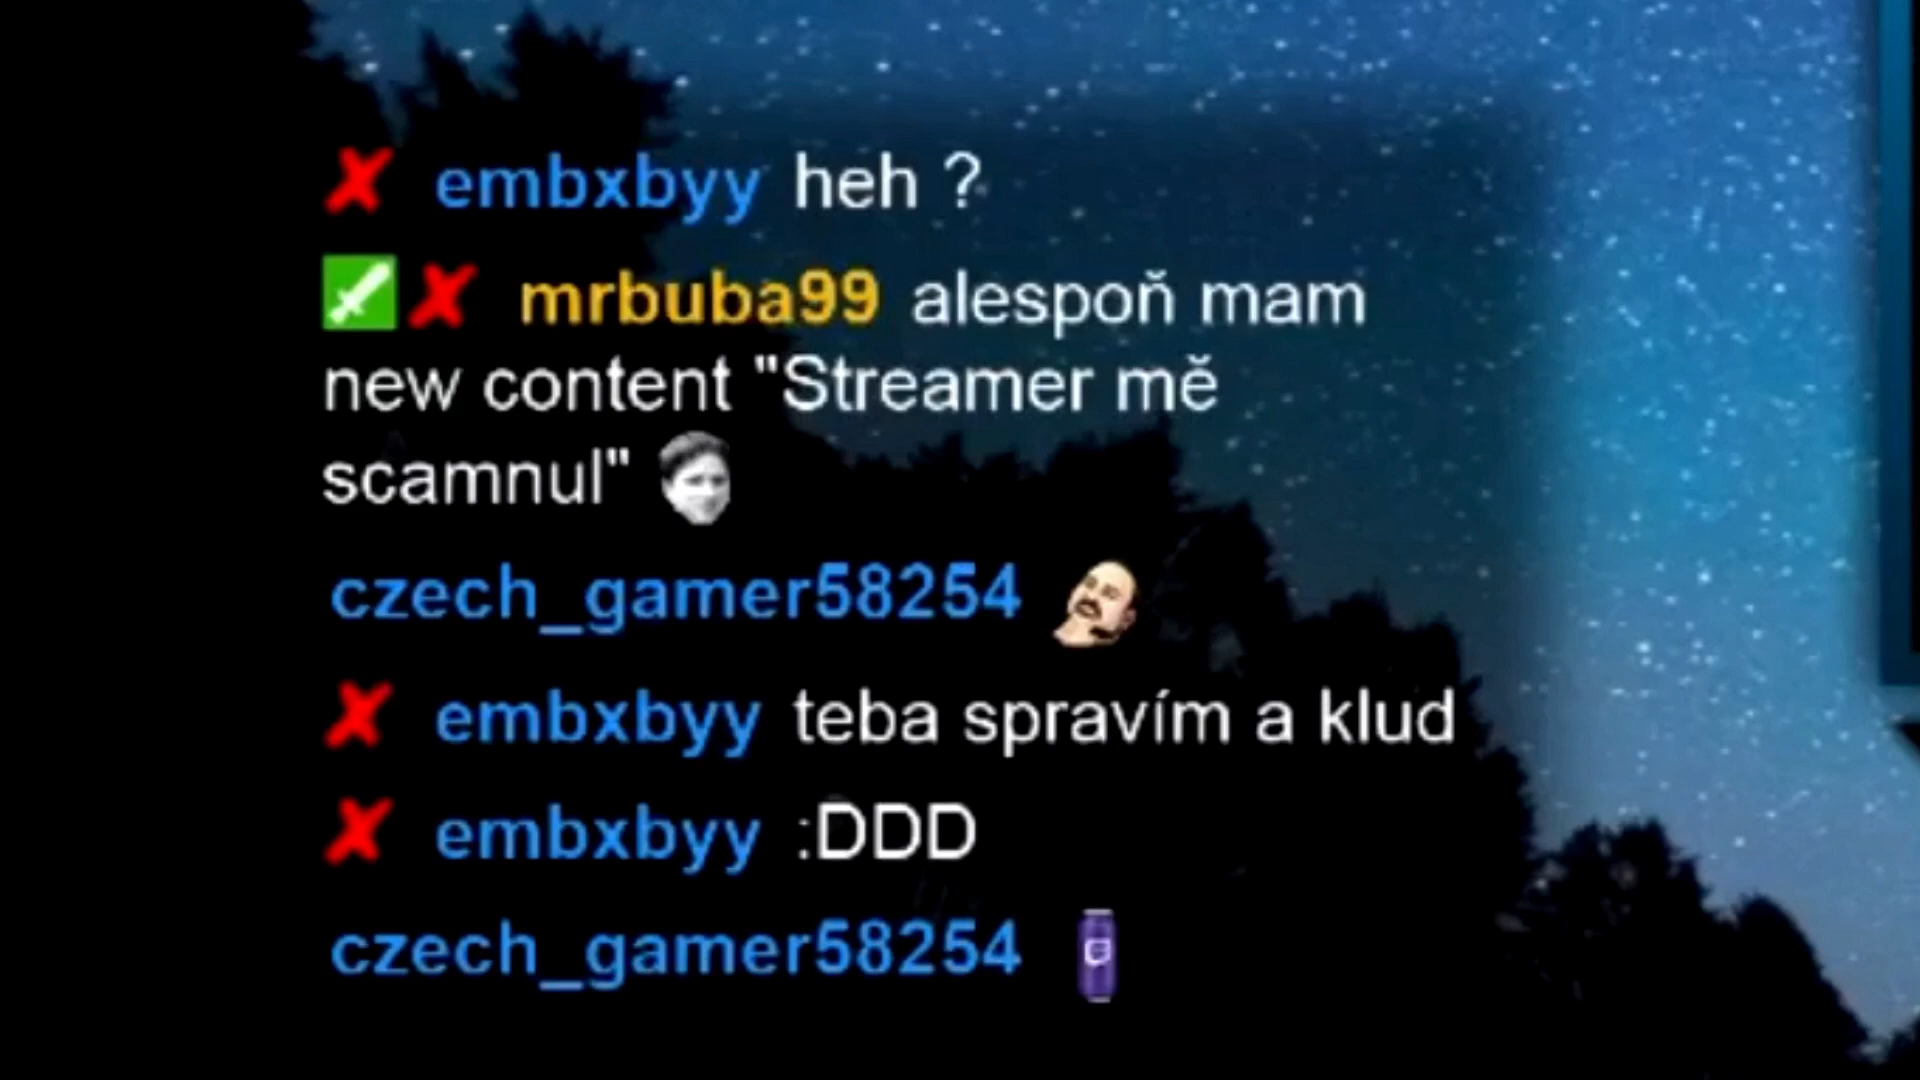 embxbyy heh ?
mrbuba99 alespoň mam
new content "Streamer mě
scamnul"
czech_gamer58254
embxbyy teba spravím a klud
embxbyy :DDD
czech_gamer58254